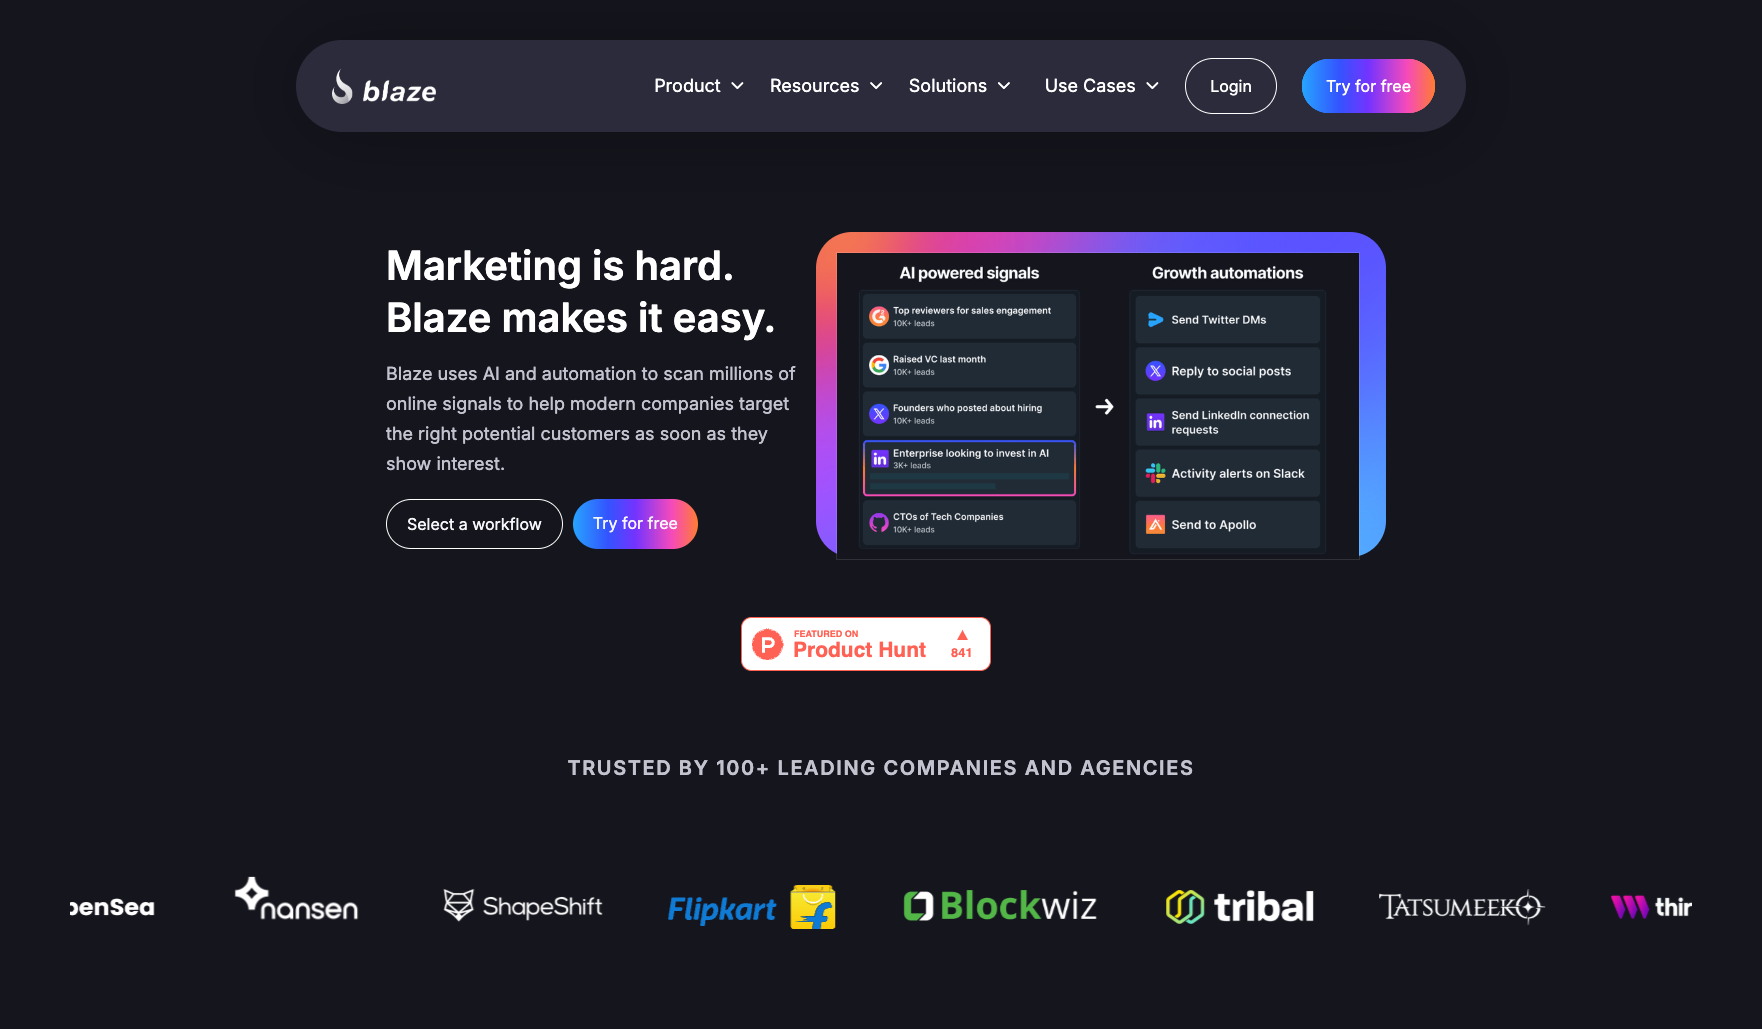 blaze
Product
Resources
Solutions
Use Cases
Login
Try for free
Marketing is hard.
Blaze makes it easy.
Blaze uses AI and automation to scan millions of
online signals to help modern companies target
the right potential customers as soon as they
show interest.
Select a workflow
Try for free
AI powered signals
Top reviewers for sales engagement
10K+ leads
Raised VC last month
10K+ leads
Founders who posted about hiring
10K+ leads
Enterprise looking to invest in AI
3K+ leads
CTOs of Tech Companies
10K+ leads
Growth automations
Send Twitter DMs
Reply to social posts
Send LinkedIn connection
requests
Activity alerts on Slack
Send to Apollo
FEATURED ON
Product Hunt
841
TRUSTED BY 100+ LEADING COMPANIES AND AGENCIES
penSea
nansen
ShapeShift
Flipkart
Blockwiz
tribal
TATSUMEEKO
thir